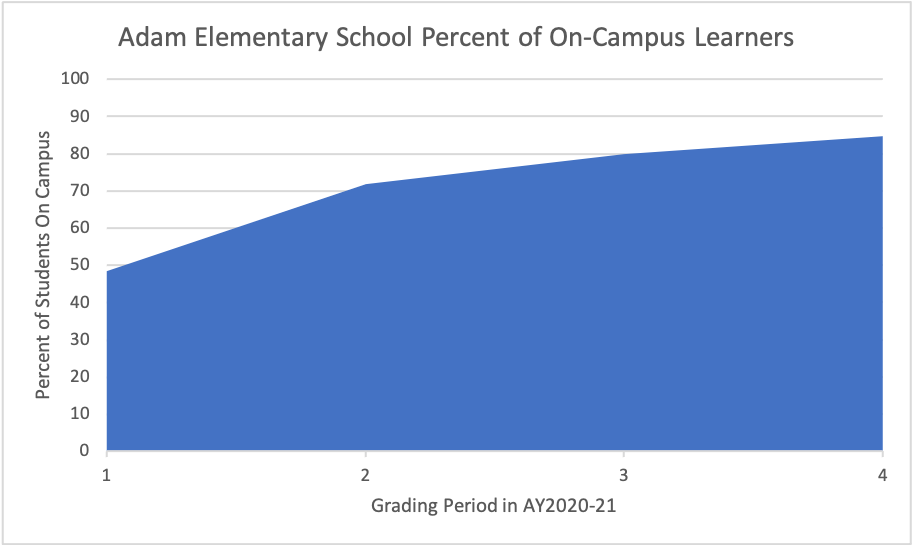 Adam Elementary School Percent of On-Campus Learners
Percent of Students On Campus
100
90
80
70
60
50
40
30
20
10
0
1 2 3 4
Grading Period in AY2020-21